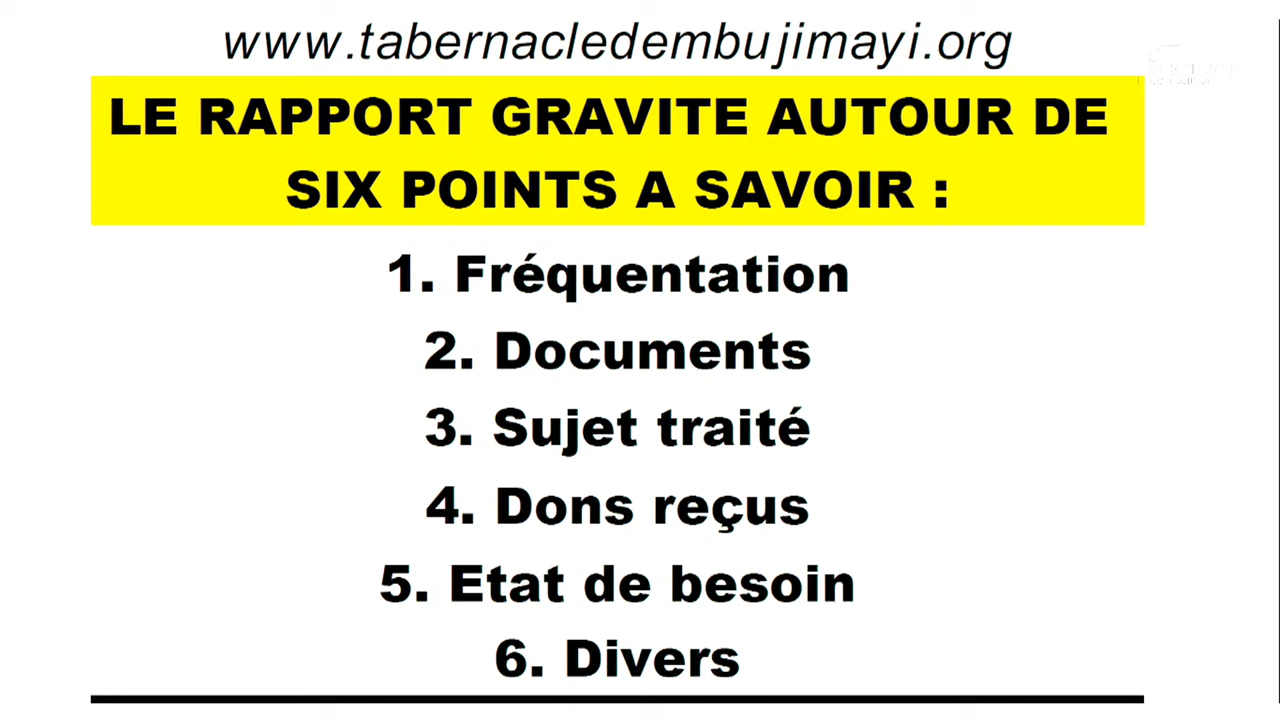 www.tabernacledembujimayi.org
LE RAPPORT GRAVITE AUTOUR DE
SIX POINTS A SAVOIR :
1. Fréquentation
2. Documents
3. Sujet traité
4. Dons reçus
5. Etat de besoin
6. Divers